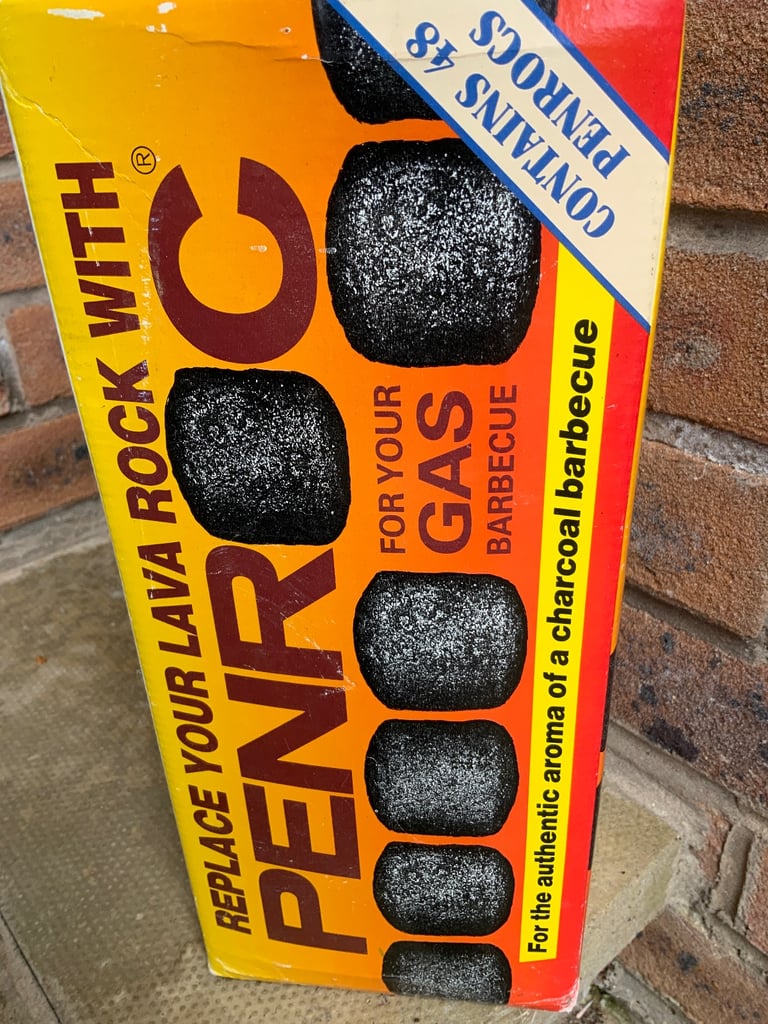 REPLACE YOUR LAVA ROCK WITH
PENROC®
FOR YOUR
GAS
BARBECUE
For the authentic aroma of a charcoal barbecue
CONTAINS 48
PENROCS